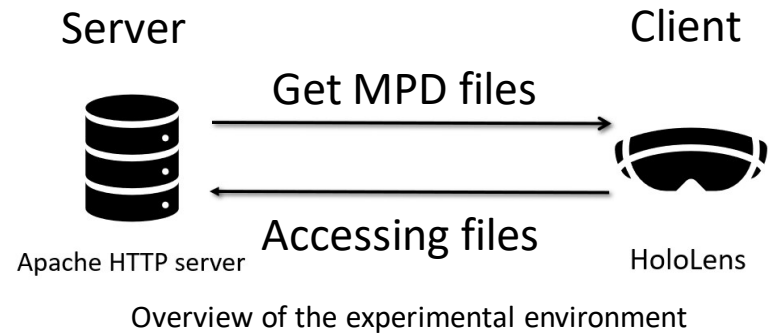 Server
Client
Get MPD files
Accessing files
Apache HTTP server
HoloLens
Overview of the experimental environment